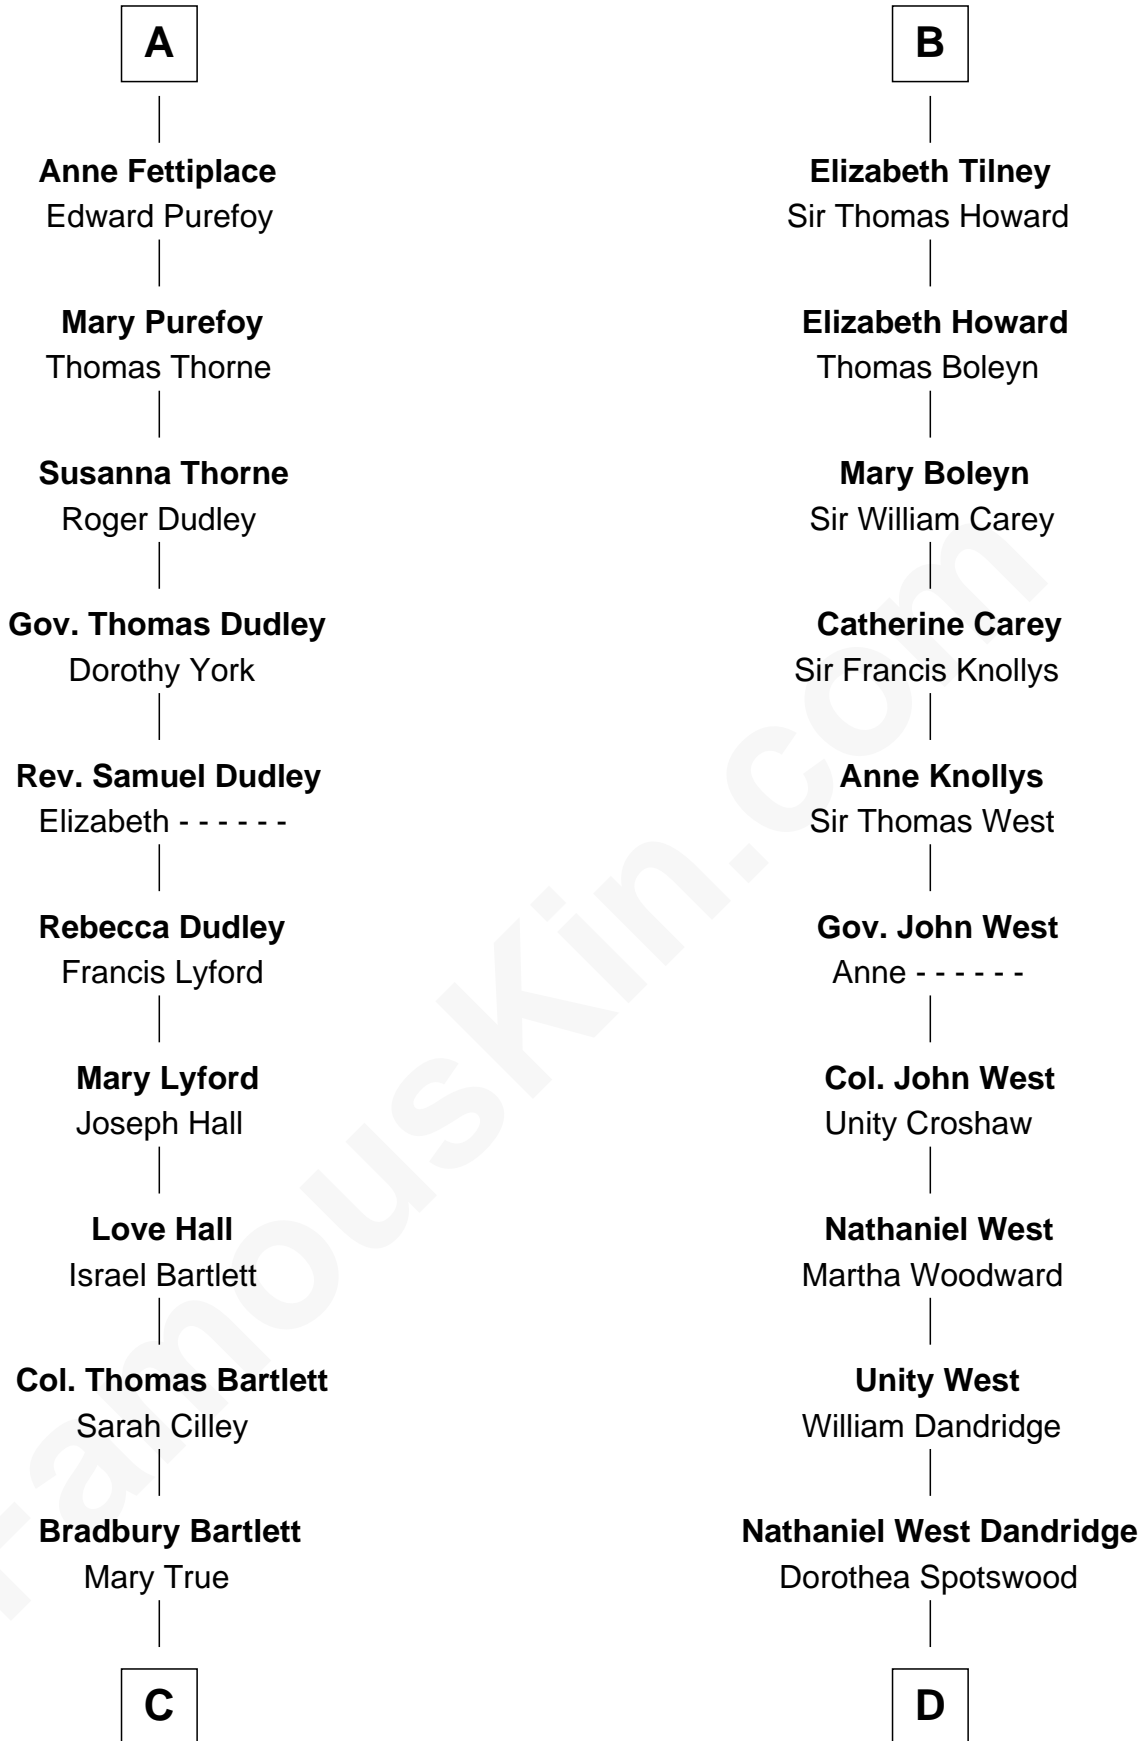 A
Anne Fettiplace
Edward Purefoy
Mary Purefoy
Thomas Thorne
Susanna Thorne
Roger Dudley
Gov. Thomas Dudley
Dorothy York
Rev. Samuel Dudley
Elizabeth - - - - - -
Rebecca Dudley
Francis Lyford
Mary Lyford
Joseph Hall
Love Hall
Israel Bartlett
Col. Thomas Bartlett
Sarah Cilley
Bradbury Bartlett
Mary True
C
B
Elizabeth Tilney
Sir Thomas Howard
Elizabeth Howard
Thomas Boleyn
Mary Boleyn
Sir William Carey
Catherine Carey
Sir Francis Knollys
Anne Knollys
Sir Thomas West
Gov. John West
Anne - - - - - -
Col. John West
Unity Croshaw
Nathaniel West
Martha Woodward
Unity West
William Dandridge
Nathaniel West Dandridge
Dorothea Spotswood
D
FamousKin.com